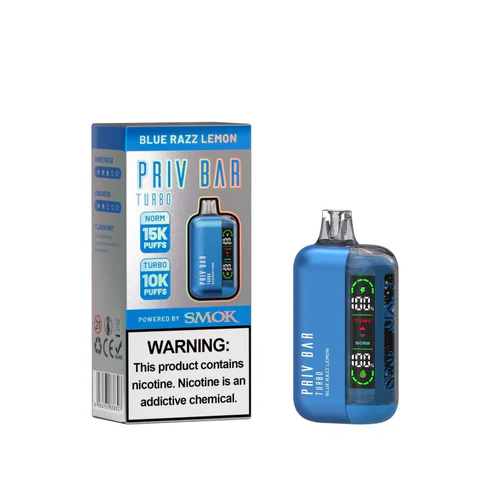 BLUE RAZZ LEMON
PRIV BAR
TURBO
NORM
15K
PUFFS
TURBO
10K
PUFFS
POWERED BY SMOK
WARNING:
This product contains
nicotine. Nicotine is an
addictive chemical.
PRIV BAR
TURBO
BLUE RAZZ LEMON
100%
TURBO
NORM
100%